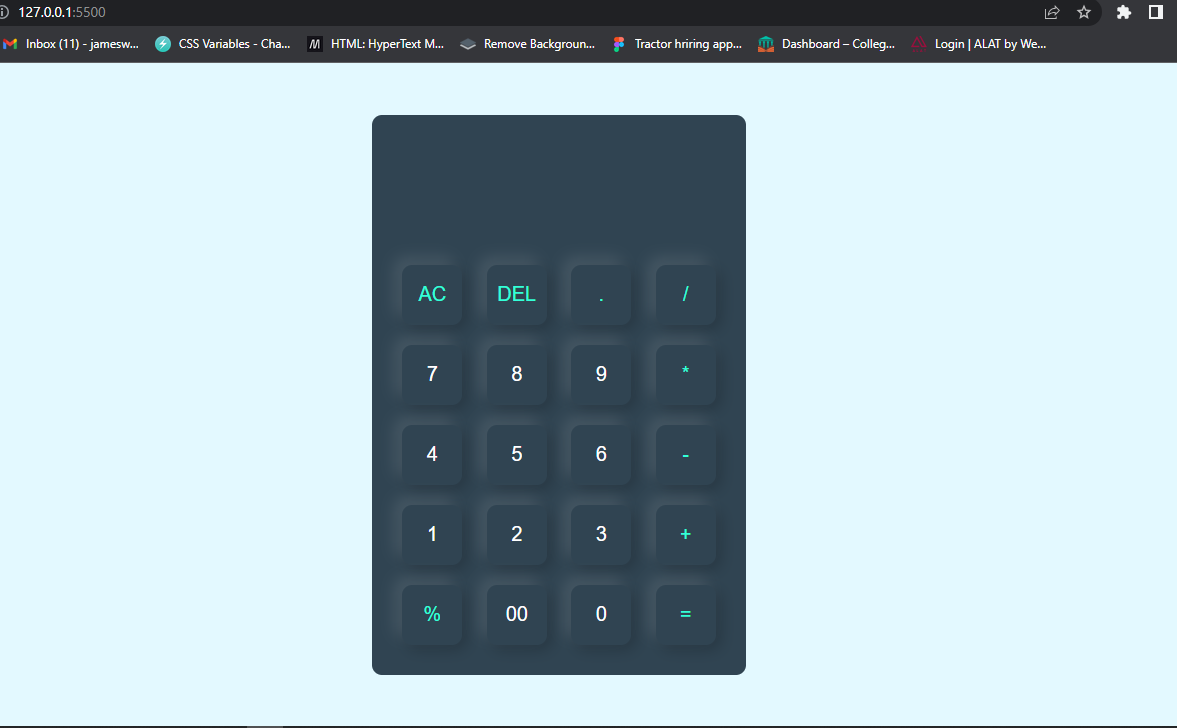 127.0.0.1:5500
Inbox (11) - jamesw... CSS Variables - Cha... HTML: HyperText M... Remove Backgroun... Tractor hriring app... Dashboard – Colleg... Login | ALAT by We...
AC DEL . /
7 8 9 *
4 5 6 -
1 2 3 +
% 00 0 =